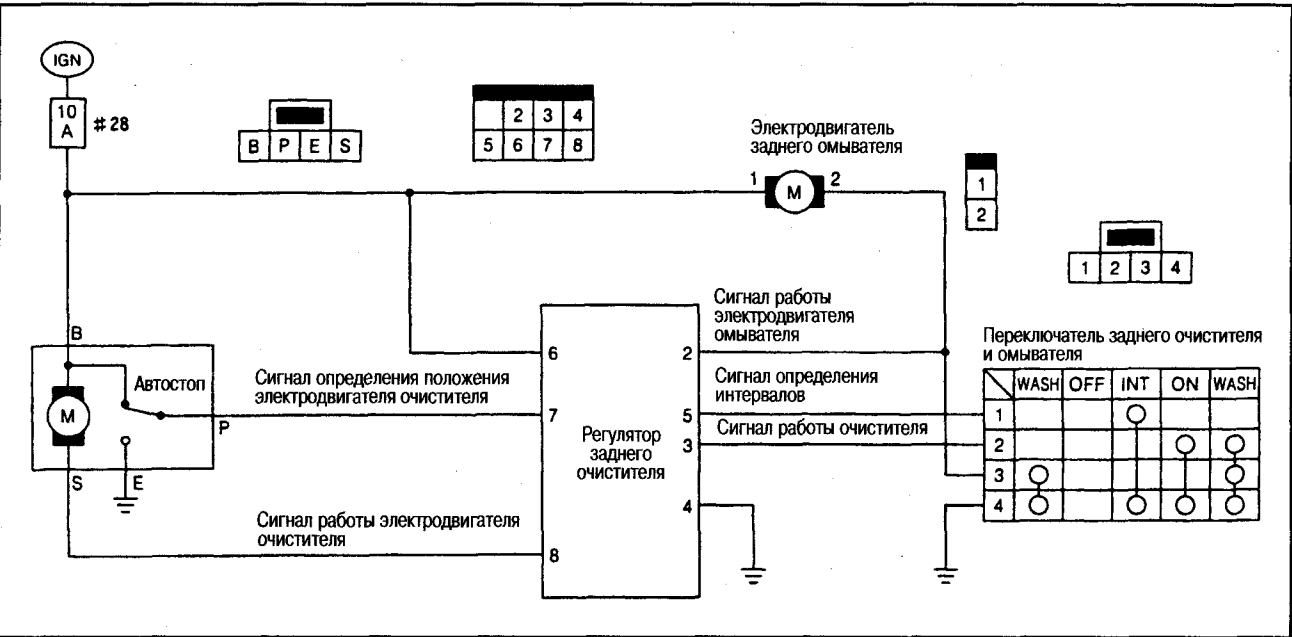 IGN
10
A
#28
B P E S
2 3 4
5 6 7 8
Электродвигатель
заднего омывателя
1
M
2
1
2
1 2 3 4
B
Автостоп
M
P
S
E
Сигнал определения положения
электродвигателя очистителя
Сигнал работы электродвигателя
очистителя
6
7
8
Регулятор
заднего
очистителя
2
5
3
4
Сигнал работы
электродвигателя
омывателя
Сигнал определения
интервалов
Сигнал работы очистителя
Переключатель заднего очистителя
и омывателя
WASH OFF INT ON WASH
1
2
3
4